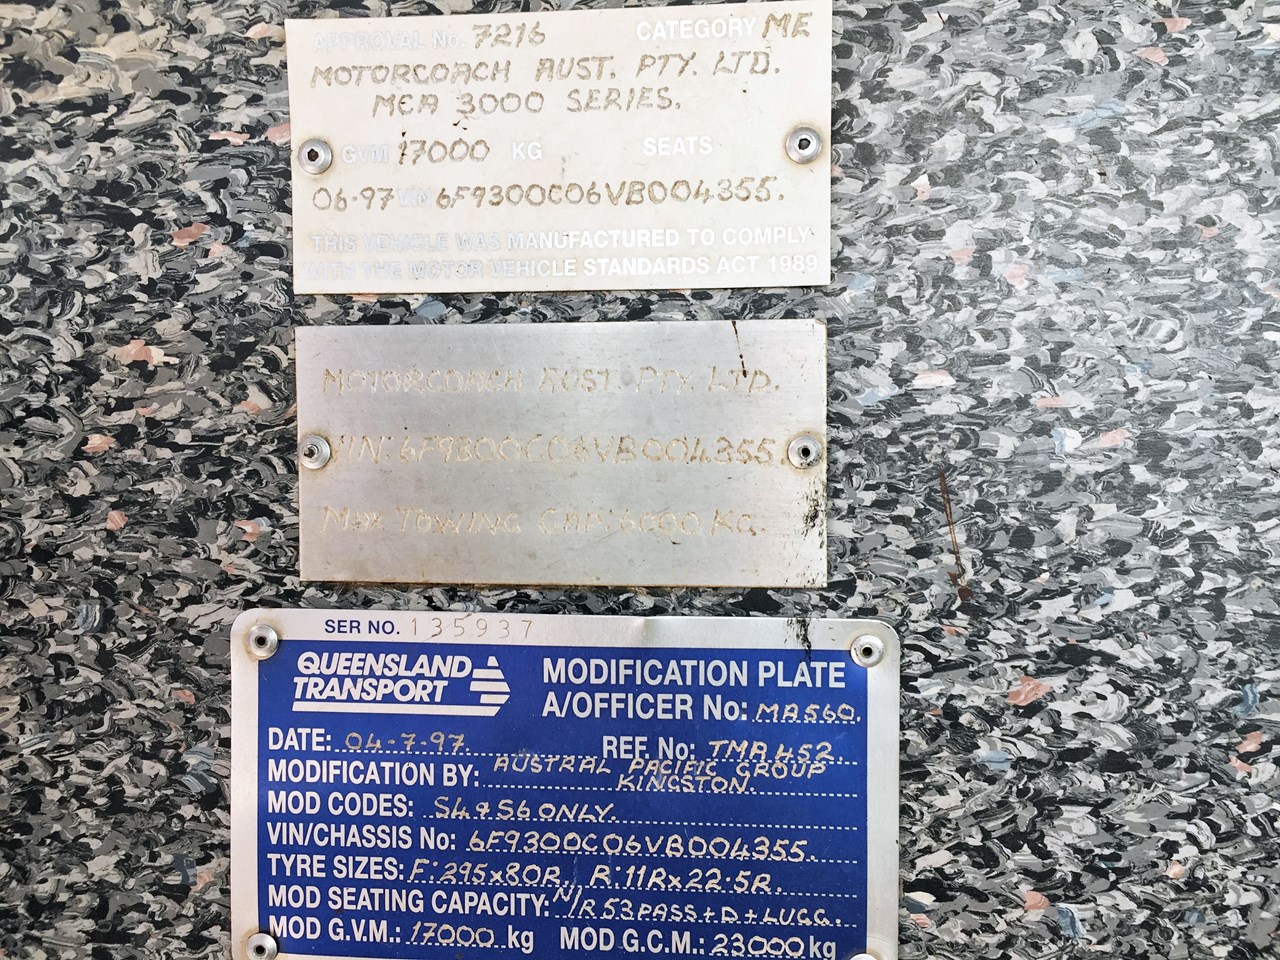 APPROVAL No. 7216 CATEGORY ME
MOTORCOACH AUST. PTY. LTD.
MCA 3000 SERIES.
GVM 17000 KG SEATS
06-97 VIN 6F9300C06VB004355.
THIS VEHICLE WAS MANUFACTURED TO COMPLY
WITH THE MOTOR VEHICLE STANDARDS ACT 1989
MOTORCOACH AUST. PTY. LTD.
VIN: 6F9300C06VB004355.
MAX TOWING CAP: 6000 KG.
SER NO. 135937
QUEENSLAND TRANSPORT
MODIFICATION PLATE
A/OFFICER No: MA560.
DATE: 04-7-97. REF. No: TMR452
MODIFICATION BY: AUSTRAL PACIFIC GROUP
KINGSTON.
MOD CODES: S4 9 S6 ONLY.
VIN/CHASSIS No: 6F9300C06VB004355.
TYRE SIZES: F: 295x80R, R: 11Rx22·5R.
MOD SEATING CAPACITY: N/R 53 PASS+D+LUGG.
MOD G.V.M.: 17000 kg MOD G.C.M.: 23000 kg